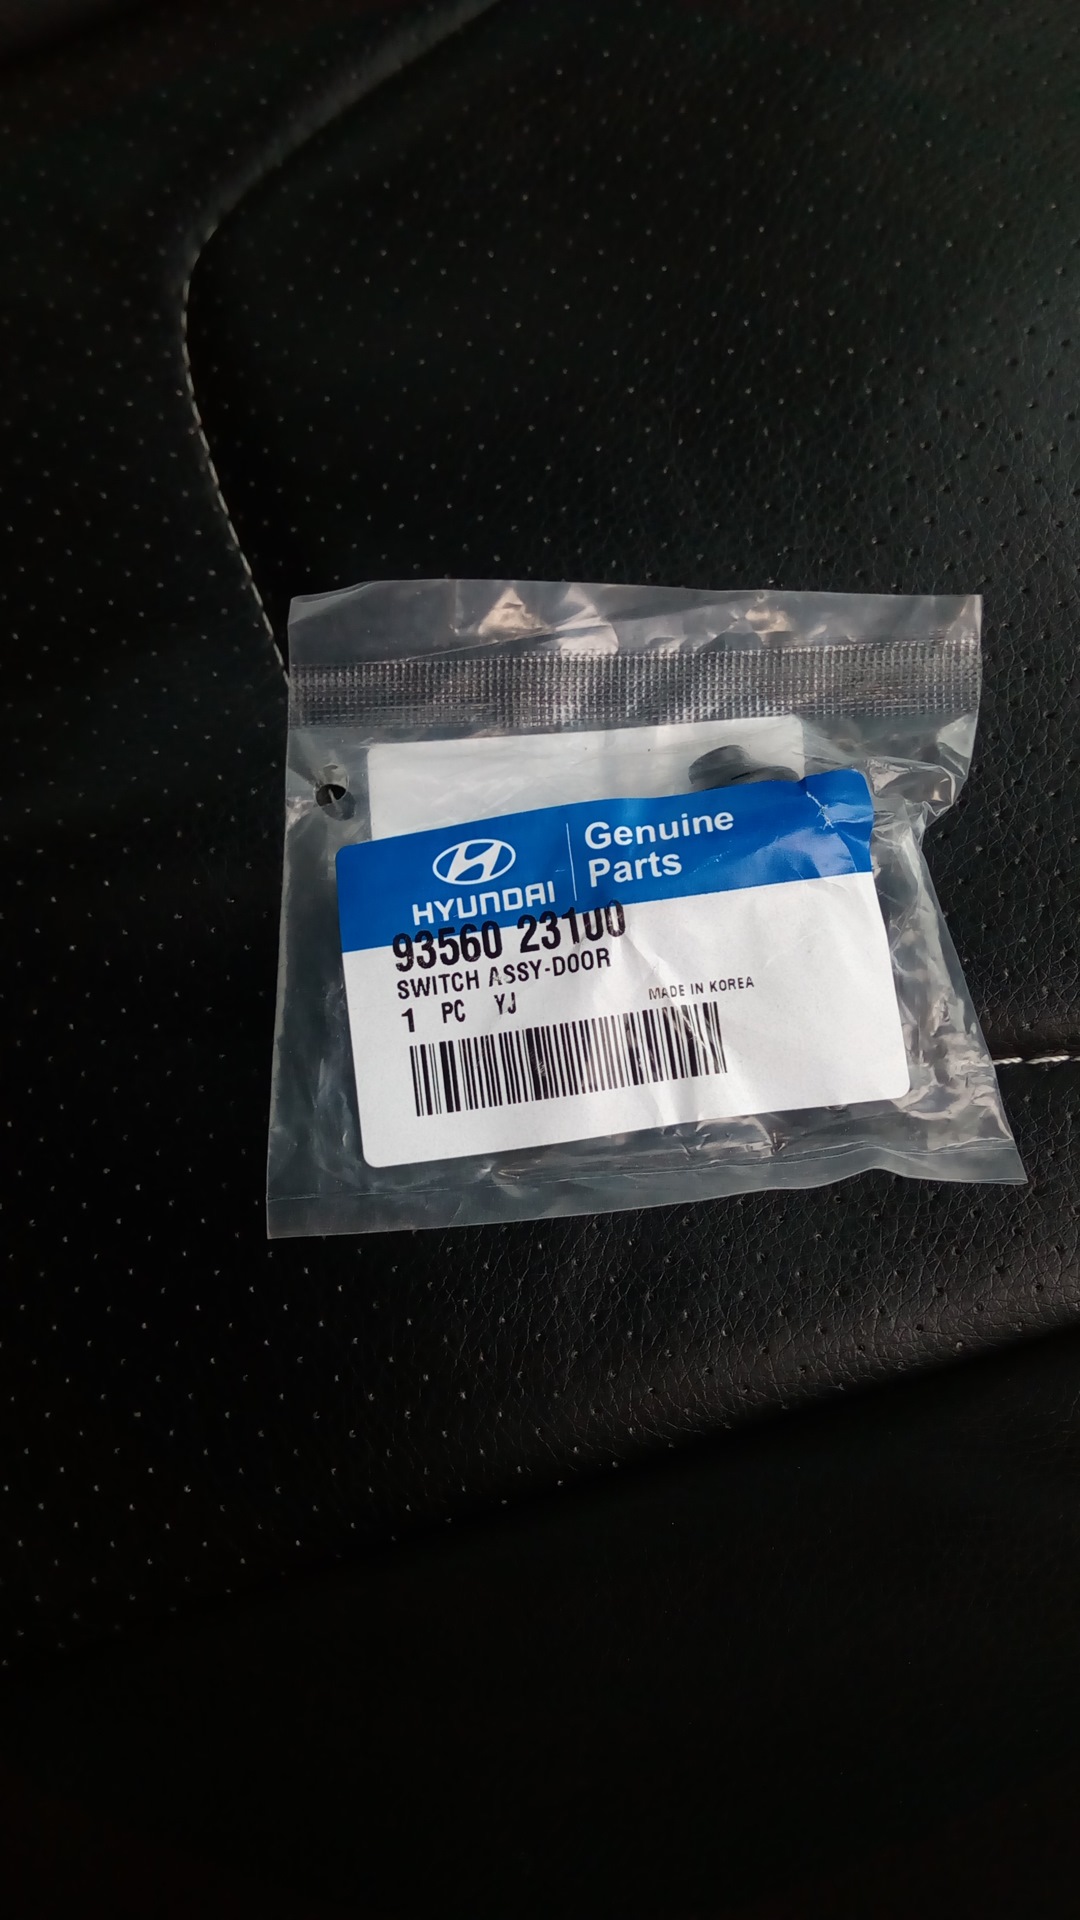 HYUNDAI
Genuine
Parts
93560 23100
SWITCH ASSY-DOOR
1 PC YJ
MADE IN KOREA